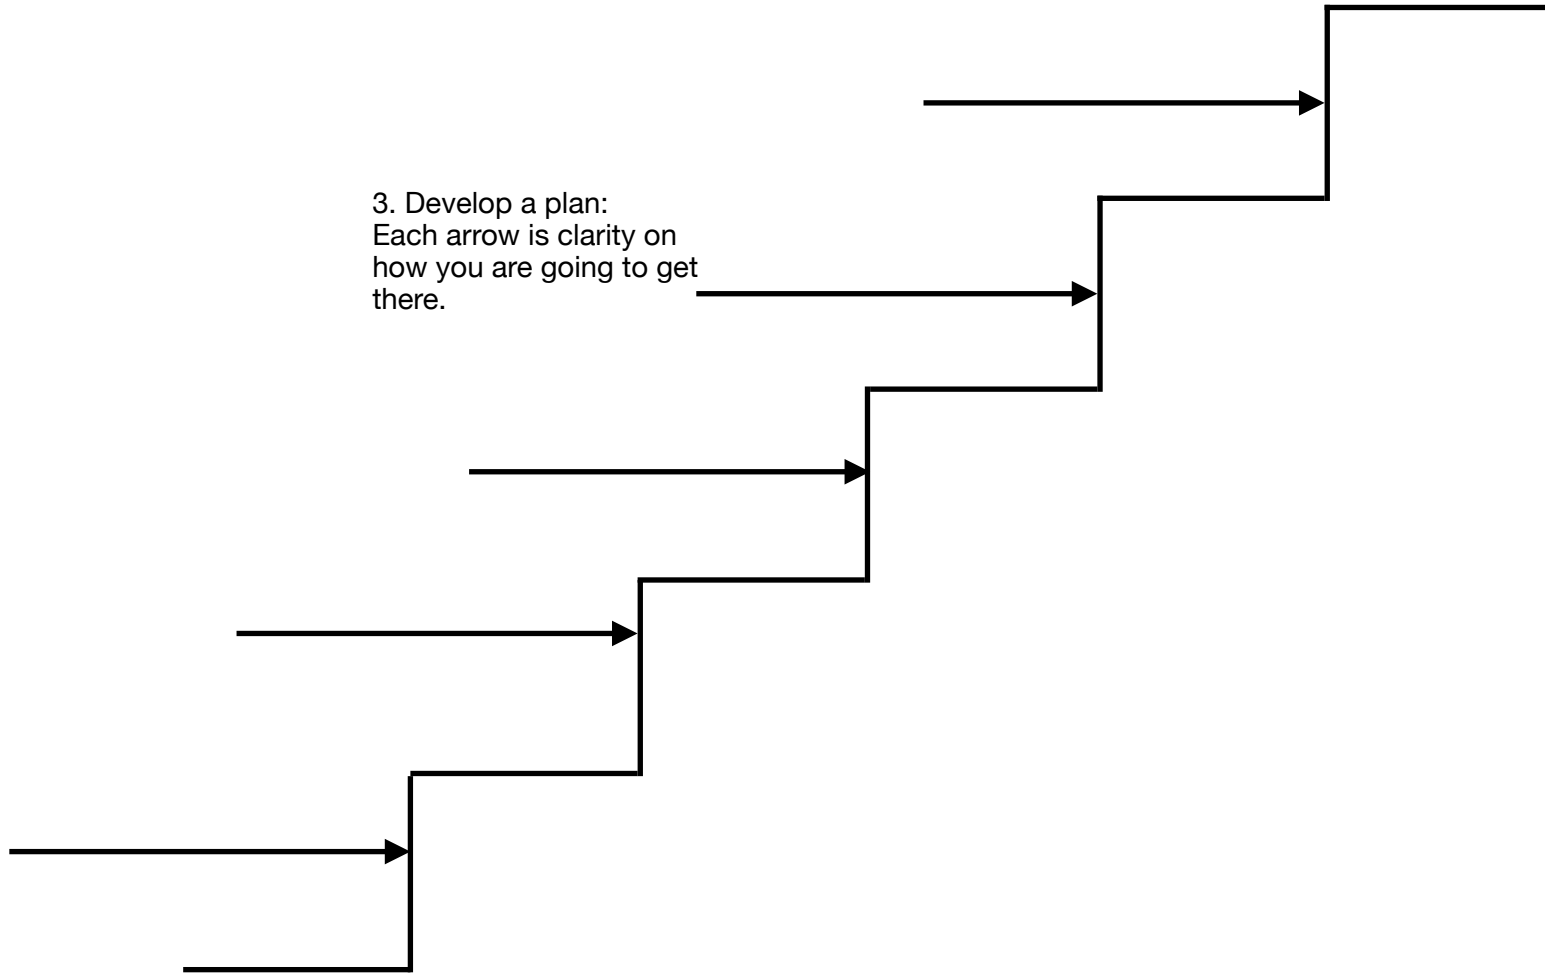 3. Develop a plan:
Each arrow is clarity on
how you are going to get
there.